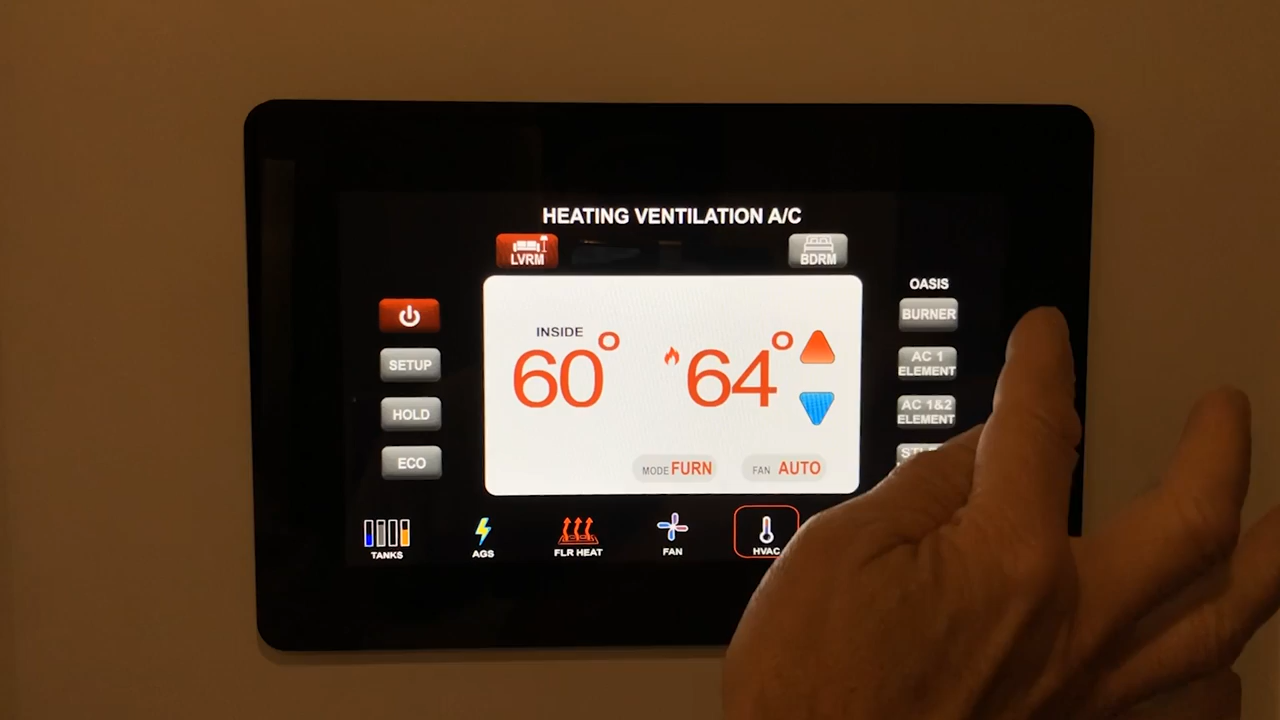 HEATING VENTILATION A/C
LVRM
BDRM
OASIS
SETUP
HOLD
ECO
INSIDE
60°
64°
MODE FURN
FAN AUTO
BURNER
AC 1
ELEMENT
AC 1&2
ELEMENT
TANKS
AGS
FLR HEAT
FAN
HVAC